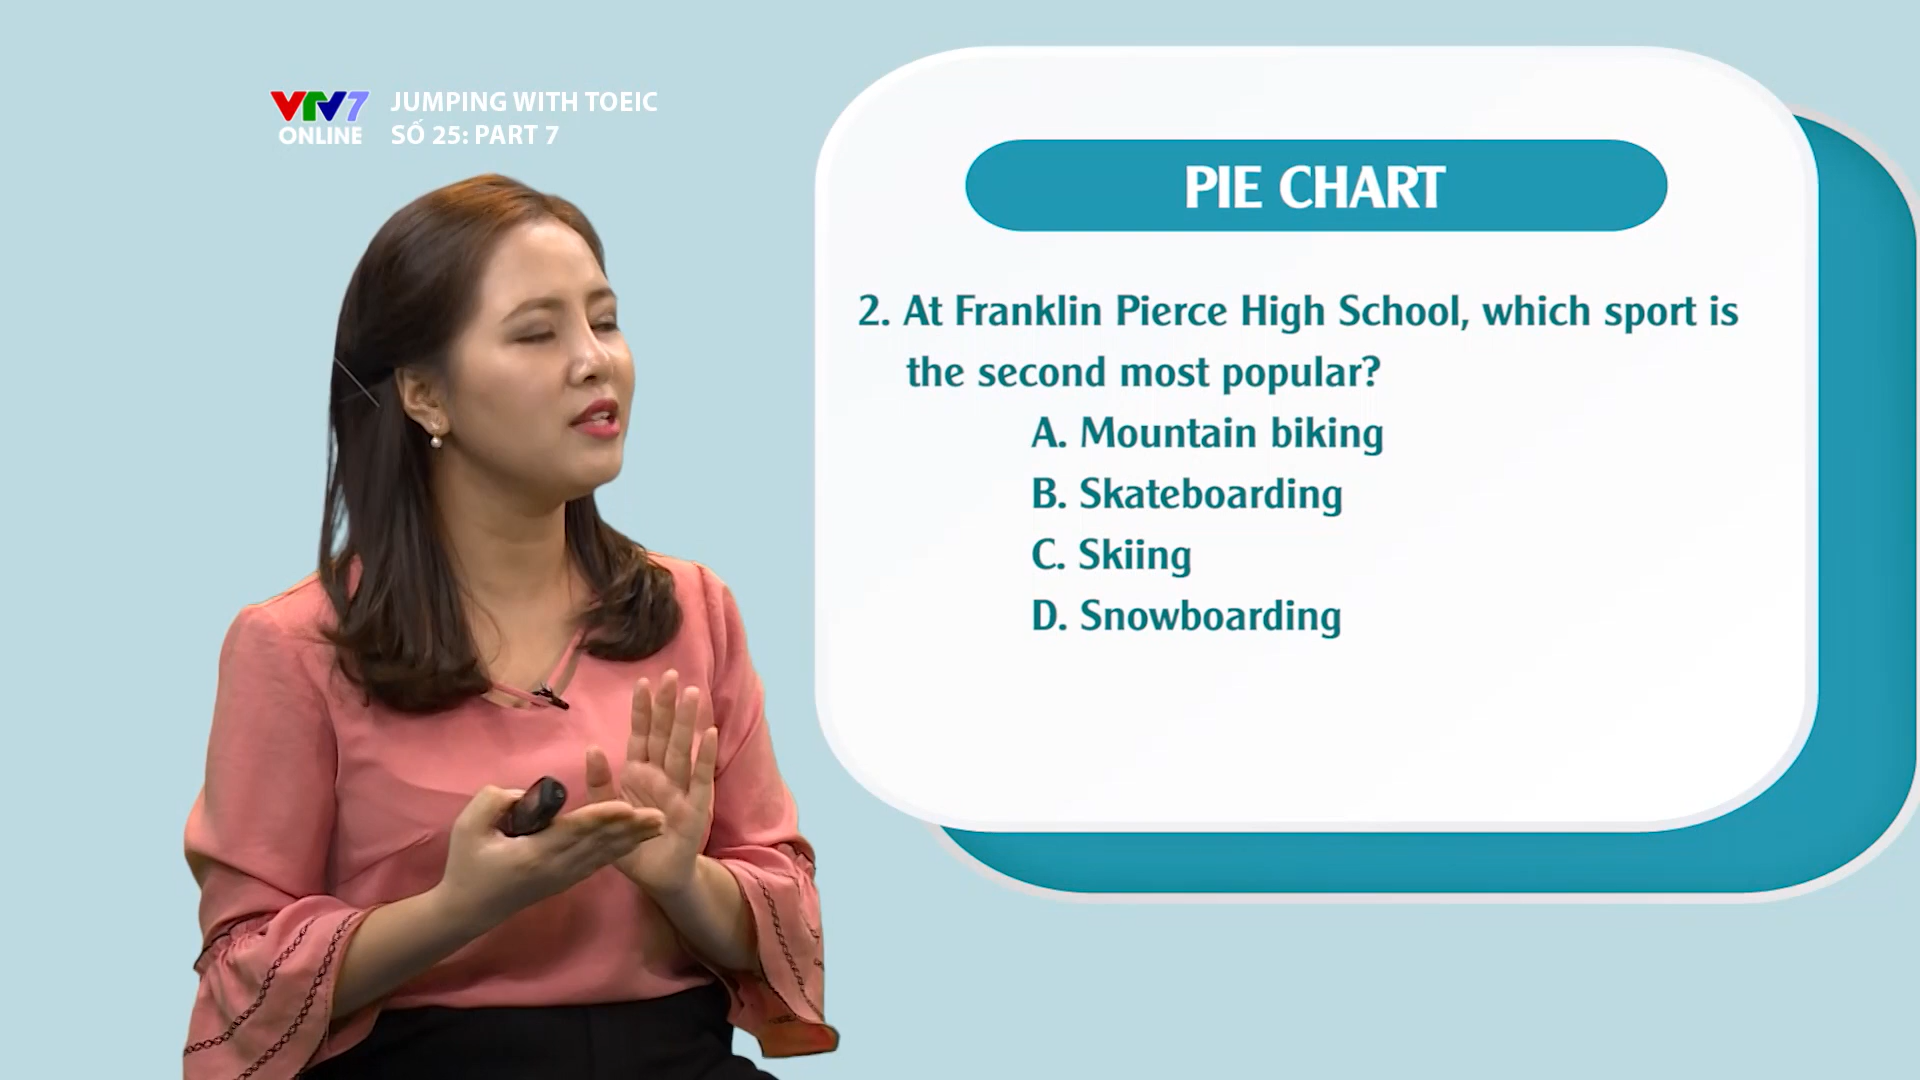 VTV7
ONLINE
JUMPING WITH TOEIC
SỐ 25: PART 7
PIE CHART
2. At Franklin Pierce High School, which sport is
the second most popular?
A. Mountain biking
B. Skateboarding
C. Skiing
D. Snowboarding